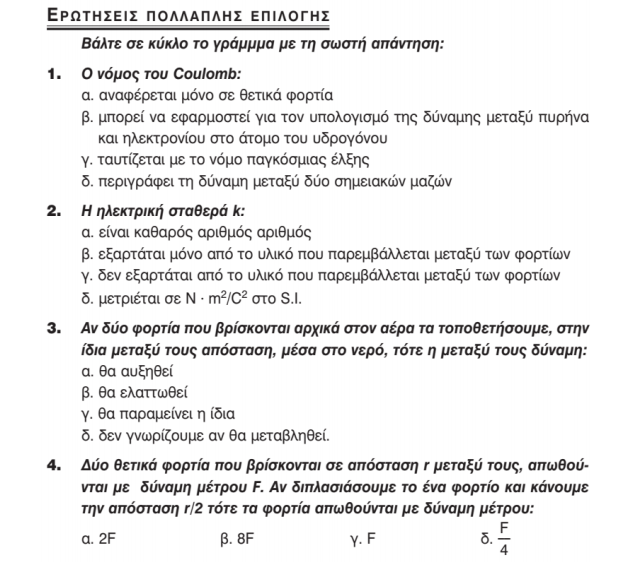 ΕΡΩΤΗΣΕΙΣ ΠΟΛΛΑΠΛΗΣ ΕΠΙΛΟΓΗΣ
Βάλτε σε κύκλο το γράμμμα με τη σωστή απάντηση:
1. Ο νόμος του Coulomb:
α. αναφέρεται μόνο σε θετικά φορτία
β. μπορεί να εφαρμοστεί για τον υπολογισμό της δύναμης μεταξύ πυρήνα
και ηλεκτρονίου στο άτομο του υδρογόνου
γ. ταυτίζεται με το νόμο παγκόσμιας έλξης
δ. περιγράφει τη δύναμη μεταξύ δύο σημειακών μαζών
2. Η ηλεκτρική σταθερά k:
α. είναι καθαρός αριθμός αριθμός
β. εξαρτάται μόνο από το υλικό που παρεμβάλλεται μεταξύ των φορτίων
γ. δεν εξαρτάται από το υλικό που παρεμβάλλεται μεταξύ των φορτίων
δ. μετριέται σε N · m²/C² στο S.I.
3. Αν δύο φορτία που βρίσκονται αρχικά στον αέρα τα τοποθετήσουμε, στην
ίδια μεταξύ τους απόσταση, μέσα στο νερό, τότε η μεταξύ τους δύναμη:
α. θα αυξηθεί
β. θα ελαττωθεί
γ. θα παραμείνει η ίδια
δ. δεν γνωρίζουμε αν θα μεταβληθεί.
4. Δύο θετικά φορτία που βρίσκονται σε απόσταση r μεταξύ τους, απωθού-
νται με δύναμη μέτρου F. Αν διπλασιάσουμε το ένα φορτίο και κάνουμε
την απόσταση r/2 τότε τα φορτία απωθούνται με δύναμη μέτρου:
α. 2F β. 8F γ. F δ. F/4